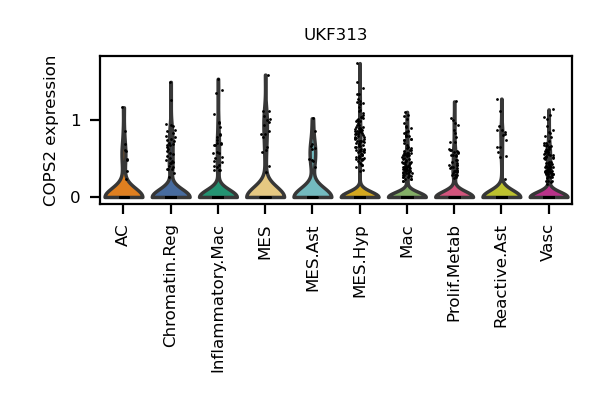 UKF313
COPS2 expression
1
0
AC
Chromatin.Reg
Inflammatory.Mac
MES
MES.Ast
MES.Hyp
Mac
Prolif.Metab
Reactive.Ast
Vasc